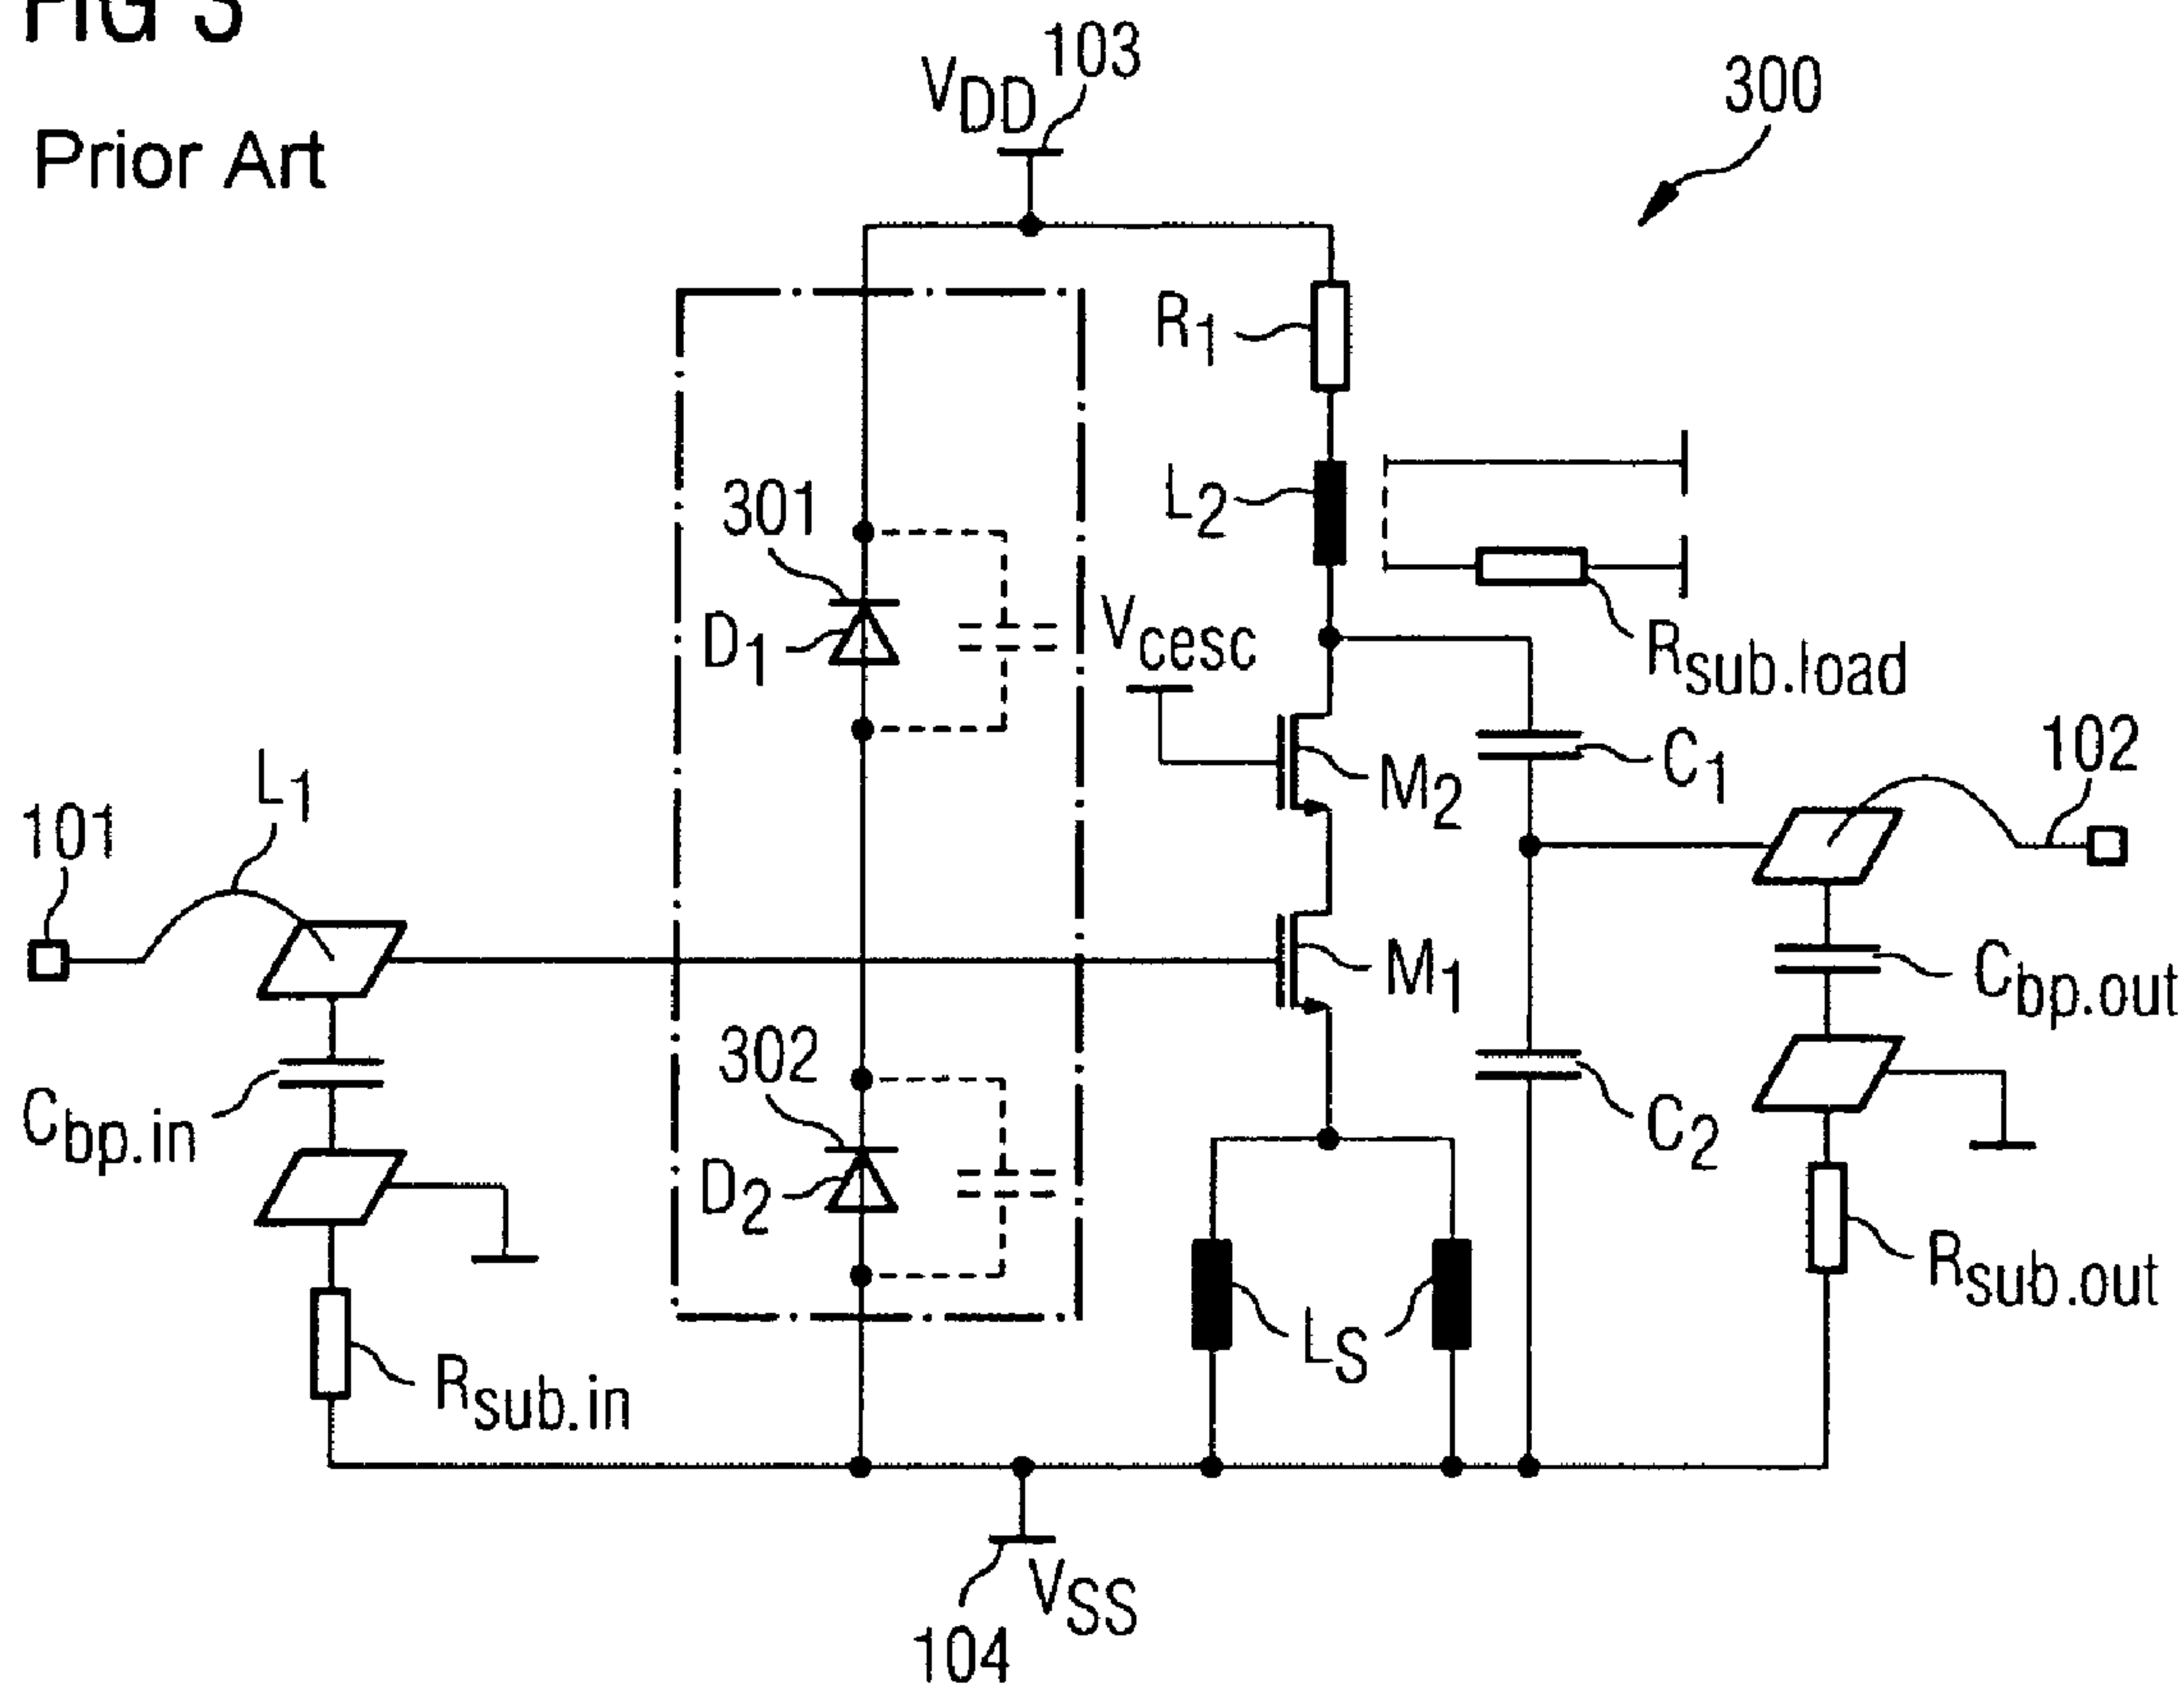 FIG 3
Prior Art
VDD
103
300
R1
L2
301
D1
Vcesc
Rsub.load
M2
C1
102
L1
101
M1
Cbp.out
302
D2
Cbp.in
C2
Rsub.in
LS
Rsub.out
VSS
104